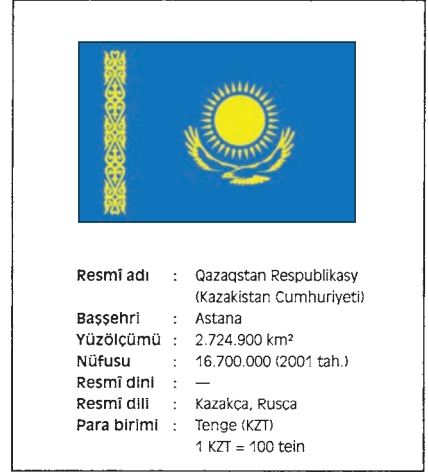 Resmî adı : Qazaqstan Respublikasy
(Kazakistan Cumhuriyeti)
Başşehri : Astana
Yüzölçümü : 2.724.900 km²
Nüfusu : 16.700.000 (2001 tah.)
Resmî dini : —
Resmî dili : Kazakça, Rusça
Para birimi : Tenge (KZT)
1 KZT = 100 tein